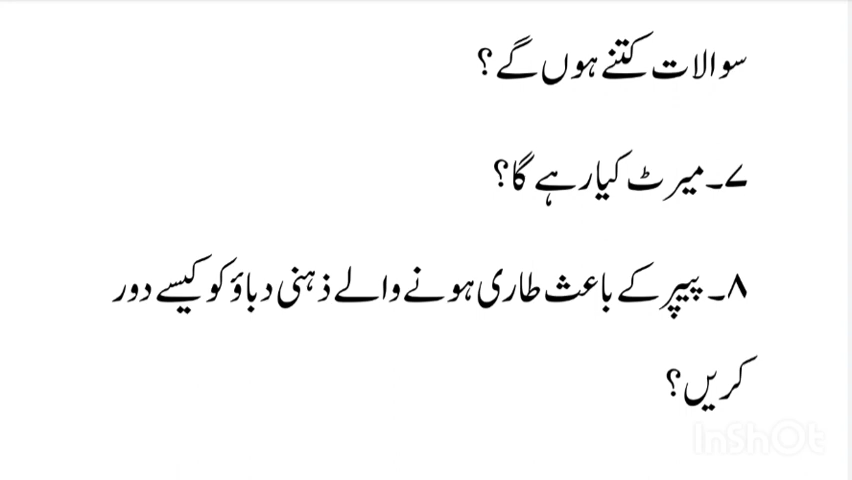 سوالات کتنے ہوں گے؟
۷۔ میرٹ کیا رہے گا؟
۸۔ پیپر کے باعث طاری ہونے والے ذہنی دباؤ کو کیسے دور
کریں؟
InShOt